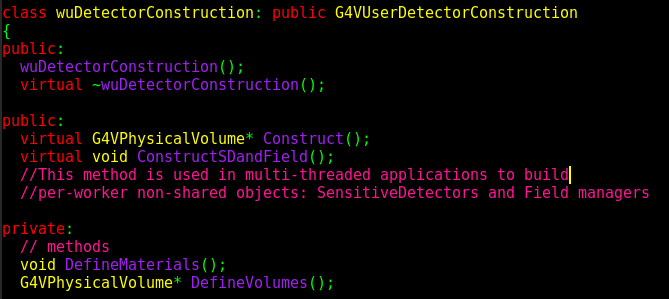 class wuDetectorConstruction: public G4VUserDetectorConstruction
{
public:
  wuDetectorConstruction();
  virtual ~wuDetectorConstruction();

public:
  virtual G4VPhysicalVolume* Construct();
  virtual void ConstructSDandField();
  //This method is used in multi-threaded applications to build
  //per-worker non-shared objects: SensitiveDetectors and Field managers

private:
  // methods
  void DefineMaterials();
  G4VPhysicalVolume* DefineVolumes();